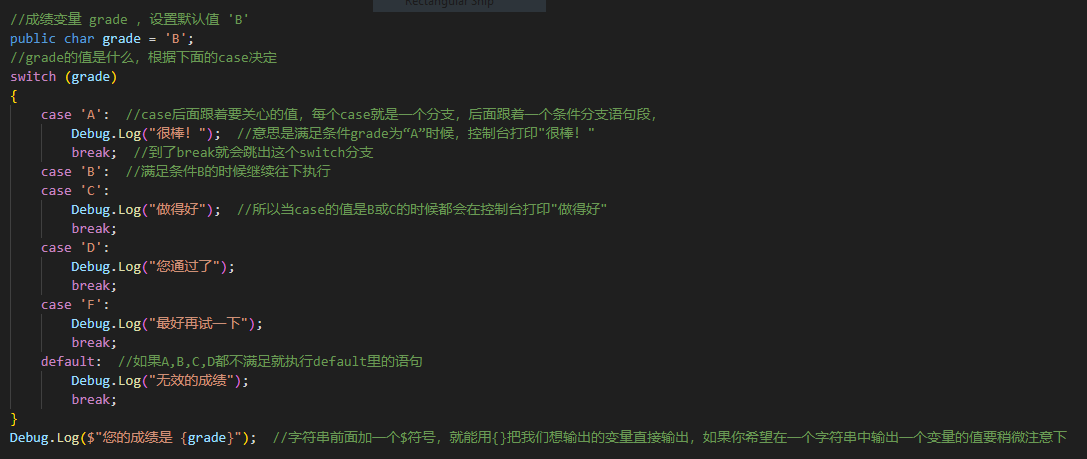 Rectangular Ship
//成绩变量 grade , 设置默认值 'B'
public char grade = 'B';
//grade的值是什么，根据下面的case决定
switch (grade)
{
    case 'A':  //case后面跟着要关心的值，每个case就是一个分支，后面跟着一个条件分支语句段，
        Debug.Log("很棒！");  //意思是满足条件grade为“A”时候，控制台打印"很棒！"
        break;  //到了break就会跳出这个switch分支
    case 'B':  //满足条件B的时候继续往下执行
    case 'C':
        Debug.Log("做得好");  //所以当case的值是B或C的时候都会在控制台打印"做得好"
        break;
    case 'D':
        Debug.Log("您通过了");
        break;
    case 'F':
        Debug.Log("最好再试一下");
        break;
    default:  //如果A,B,C,D都不满足就执行default里的语句
        Debug.Log("无效的成绩");
        break;
}
Debug.Log($"您的成绩是 {grade}");  //字符串前面加一个$符号，就能用{}把我们想输出的变量直接输出，如果你希望在一个字符串中输出一个变量的值要稍微注意下